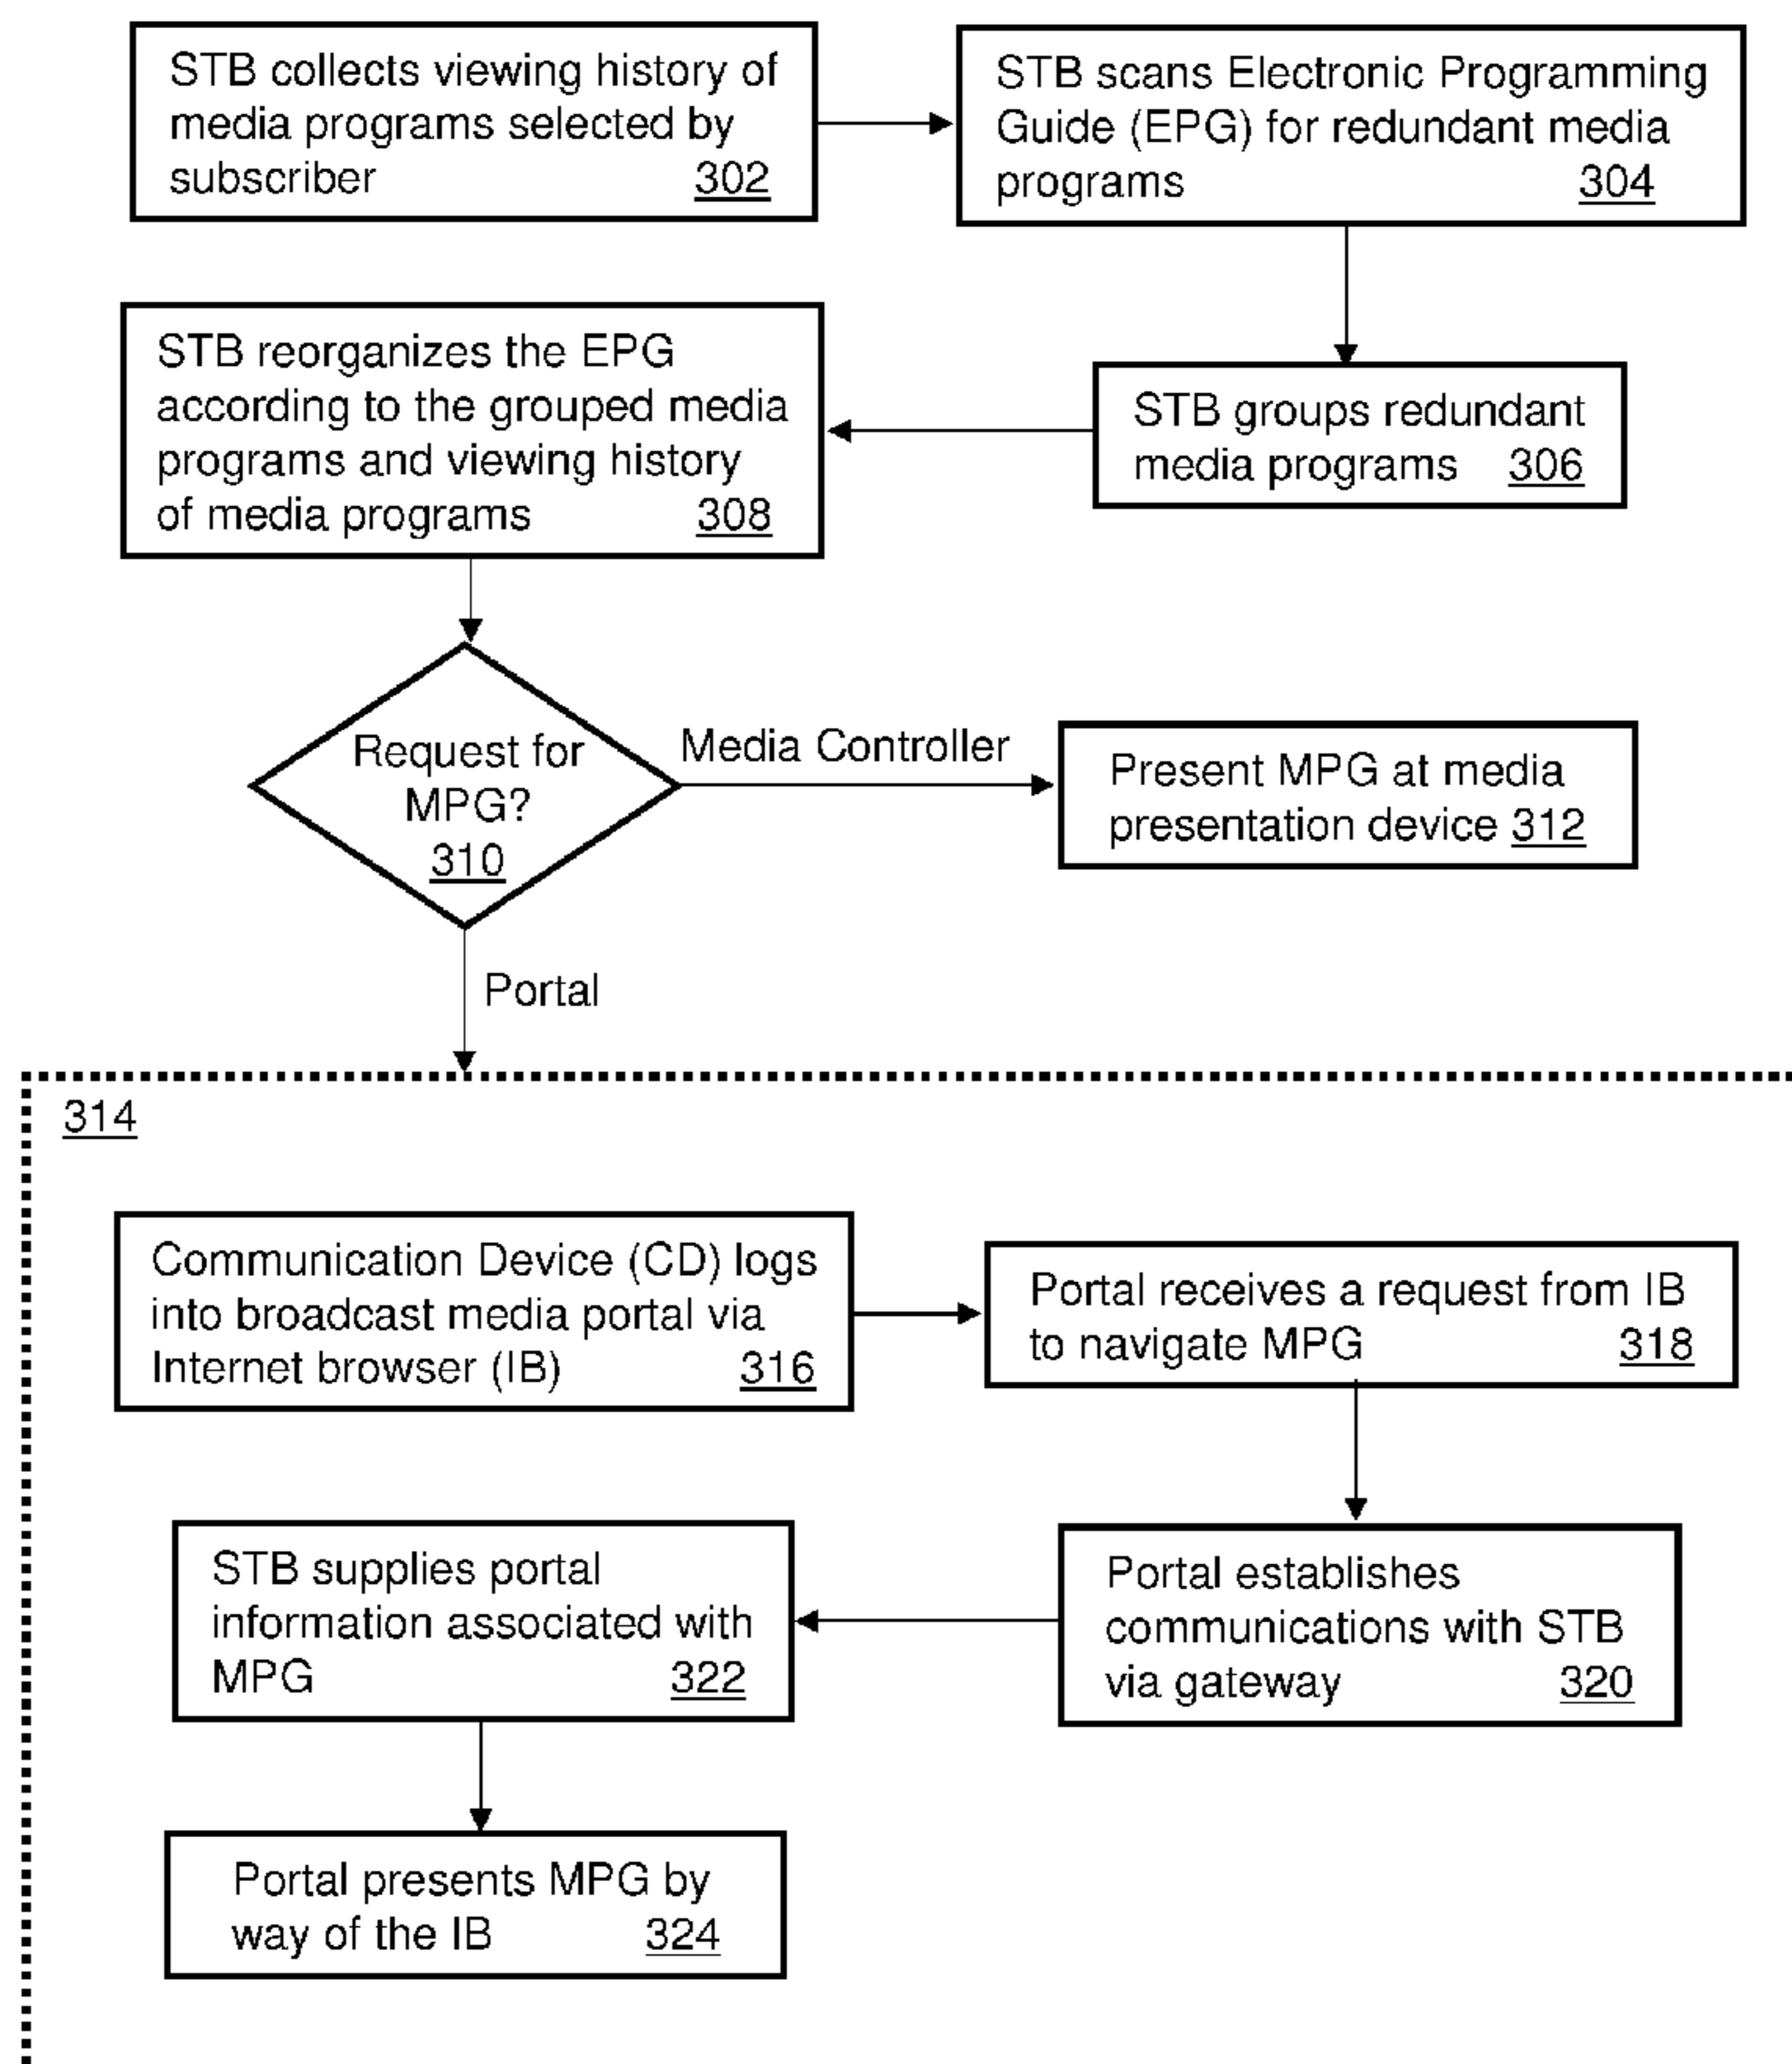 STB collects viewing history of
media programs selected by
subscriber 302
STB scans Electronic Programming
Guide (EPG) for redundant media
programs 304
STB groups redundant
media programs 306
STB reorganizes the EPG
according to the grouped media
programs and viewing history
of media programs 308
Request for
MPG?
310
Media Controller
Present MPG at media
presentation device 312
Portal
314
Communication Device (CD) logs
into broadcast media portal via
Internet browser (IB) 316
Portal receives a request from IB
to navigate MPG 318
Portal establishes
communications with STB
via gateway 320
STB supplies portal
information associated with
MPG 322
Portal presents MPG by
way of the IB 324